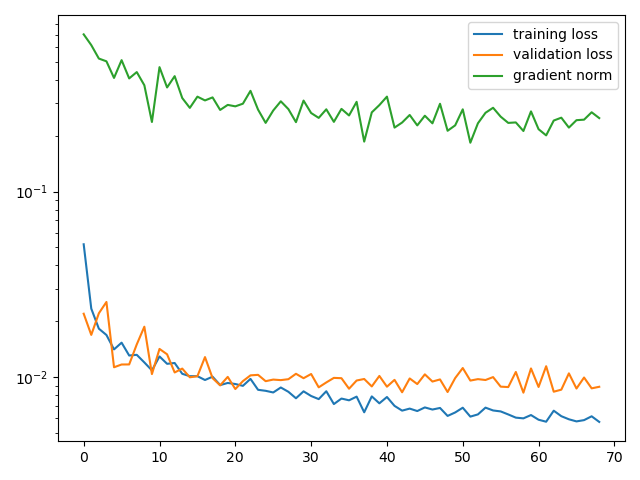 training loss
validation loss
gradient norm
10⁻¹
10⁻²
0 10 20 30 40 50 60 70